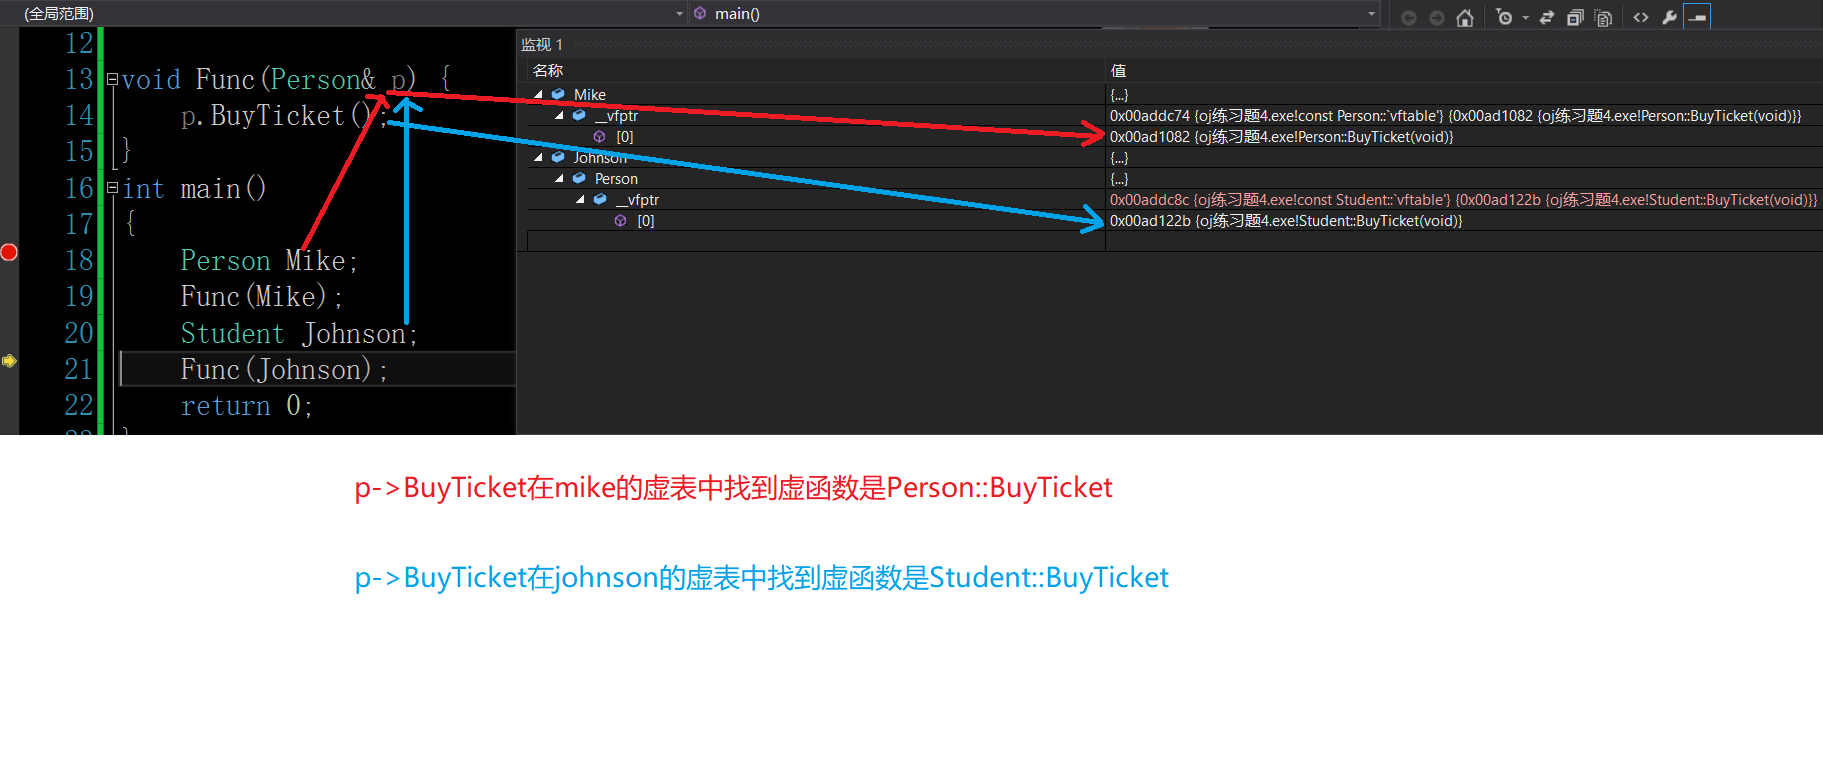 (全局范围) main()
12
13 void Func(Person& p) {
14 p.BuyTicket();
15 }
16 int main()
17 {
18 Person Mike;
19 Func(Mike);
20 Student Johnson;
21 Func(Johnson);
22 return 0;
监视 1
名称 值
Mike {...}
__vfptr 0x00addc74 {oj练习题4.exe!const Person::`vftable'} {0x00ad1082 {oj练习题4.exe!Person::BuyTicket(void)}}
[0] 0x00ad1082 {oj练习题4.exe!Person::BuyTicket(void)}
Johnson {...}
Person {...}
__vfptr 0x00addc8c {oj练习题4.exe!const Student::`vftable'} {0x00ad122b {oj练习题4.exe!Student::BuyTicket(void)}}
[0] 0x00ad122b {oj练习题4.exe!Student::BuyTicket(void)}
p->BuyTicket在mike的虚表中找到虚函数是Person::BuyTicket
p->BuyTicket在johnson的虚表中找到虚函数是Student::BuyTicket